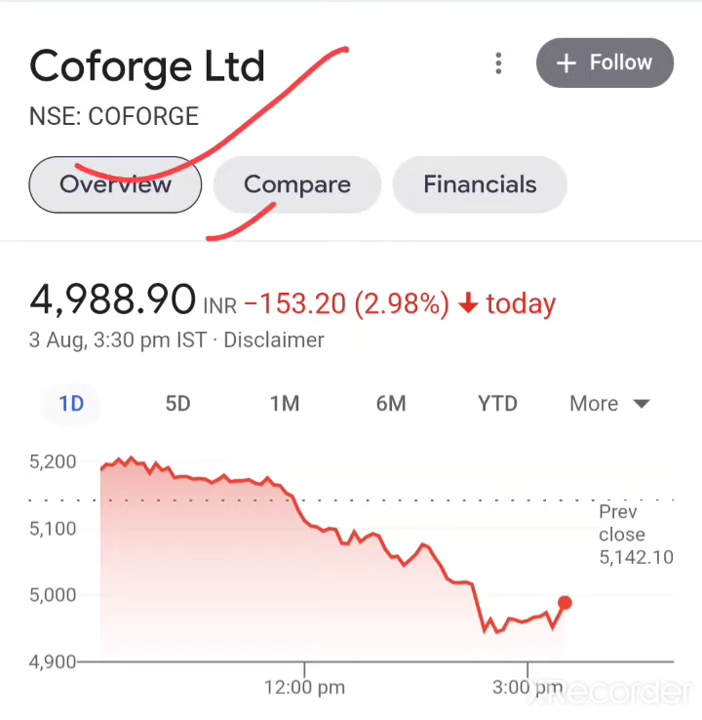 Coforge Ltd
+ Follow
NSE: COFORGE
Overview Compare Financials
4,988.90 INR −153.20 (2.98%) ↓ today
3 Aug, 3:30 pm IST · Disclaimer
1D 5D 1M 6M YTD More
5,200
5,100
5,000
4,900
Prev
close
5,142.10
12:00 pm 3:00 pm
XRecorder